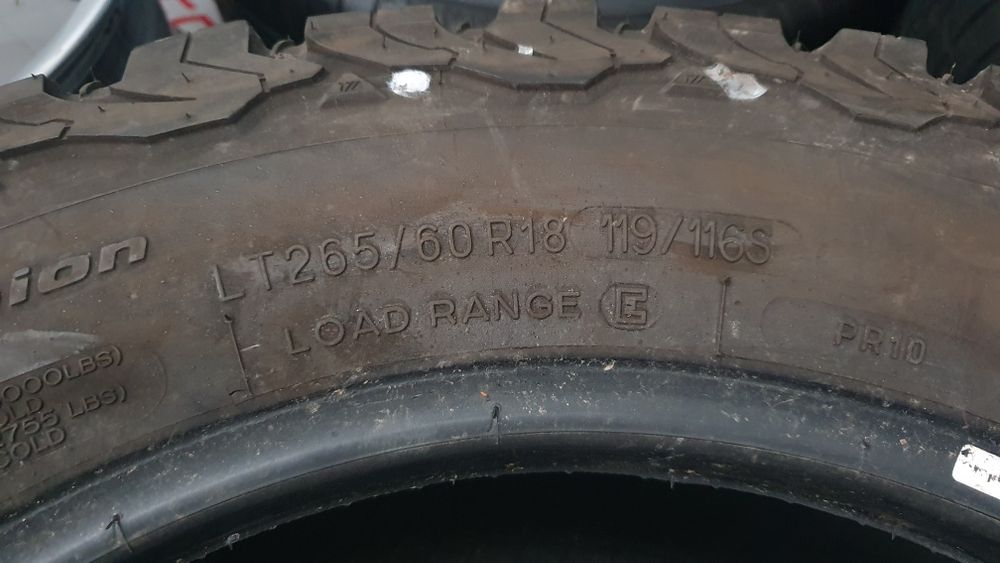 LT265/60 R18 119/116S
LOAD RANGE E
PR10
ion
000LBS)
OLD
755 LBS)
COLD